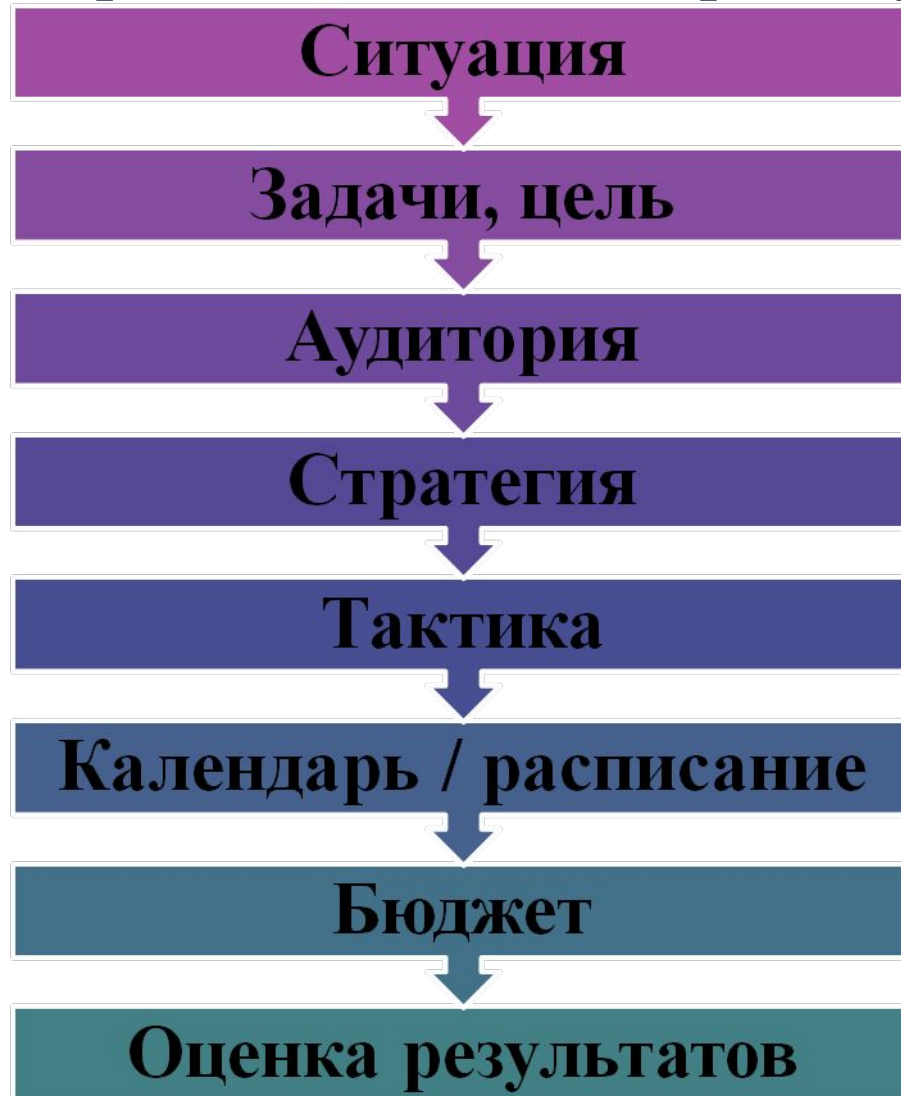 Ситуация
Задачи, цель
Аудитория
Стратегия
Тактика
Календарь / расписание
Бюджет
Оценка результатов